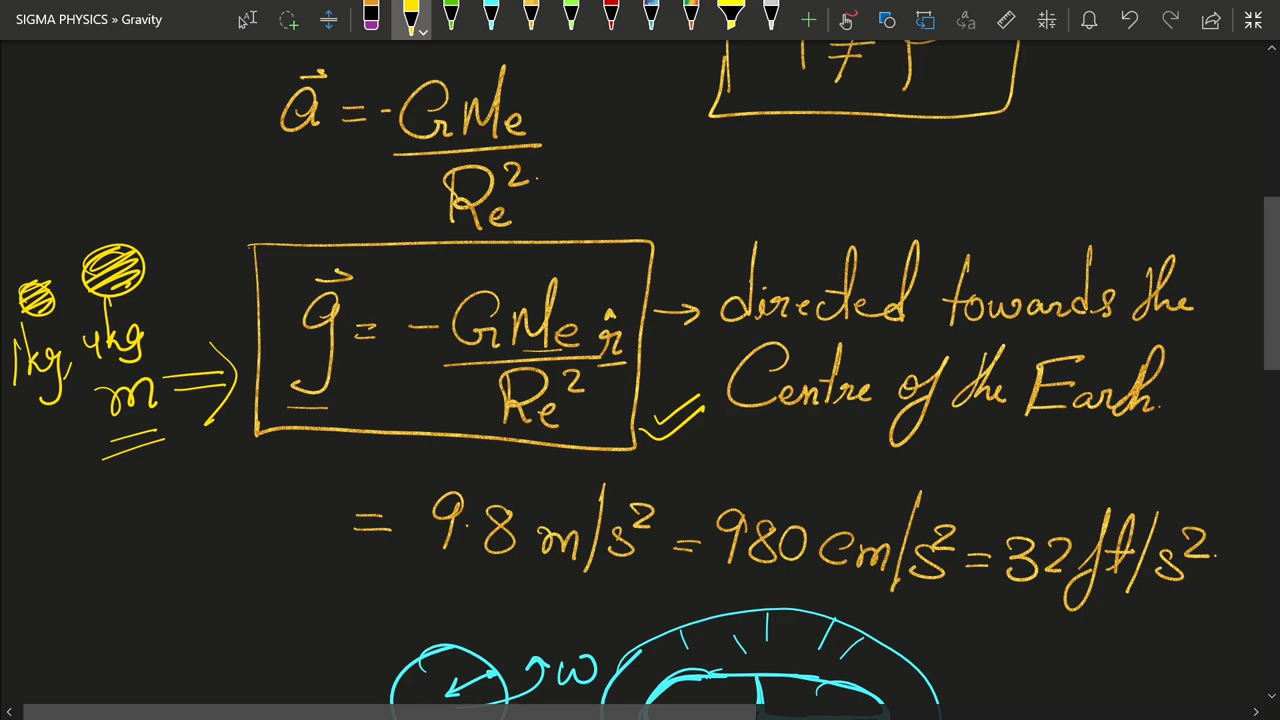 SIGMA PHYSICS » Gravity
a⃗ = -GMe
Re²
1kg, 4kg
m ⇒
g⃗ = -GMe r̂
Re²
→ directed towards the
Centre of the Earth.
= 9.8 m/s² = 980 cm/s² = 32 ft/s².
ω